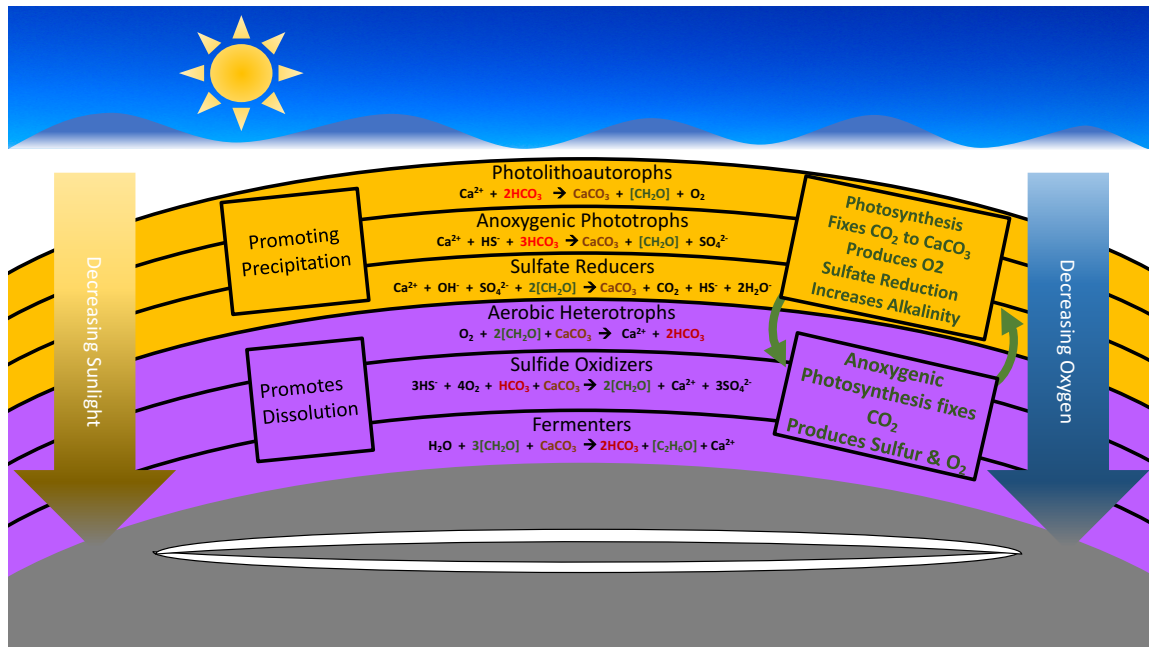 Photolithoautorophs
Ca²⁺ + 2HCO₃ → CaCO₃ + [CH₂O] + O₂
Anoxygenic Phototrophs
Ca²⁺ + HS⁻ + 3HCO₃ → CaCO₃ + [CH₂O] + SO₄²⁻
Sulfate Reducers
Ca²⁺ + OH⁻ + SO₄²⁻ + 2[CH₂O] → CaCO₃ + CO₂ + HS⁻ + 2H₂O⁻
Aerobic Heterotrophs
O₂ + 2[CH₂O] + CaCO₃ → Ca²⁺ + 2HCO₃
Sulfide Oxidizers
3HS⁻ + 4O₂ + HCO₃ + CaCO₃ → 2[CH₂O] + Ca²⁺ + 3SO₄²⁻
Fermenters
H₂O + 3[CH₂O] + CaCO₃ → 2HCO₃ + [C₂H₆O] + Ca²⁺
Promoting
Precipitation
Promotes
Dissolution
Photosynthesis
Fixes CO₂ to CaCO₃
Produces O2
Sulfate Reduction
Increases Alkalinity
Anoxygenic
Photosynthesis fixes
CO₂
Produces Sulfur & O₂
Decreasing Sunlight
Decreasing Oxygen